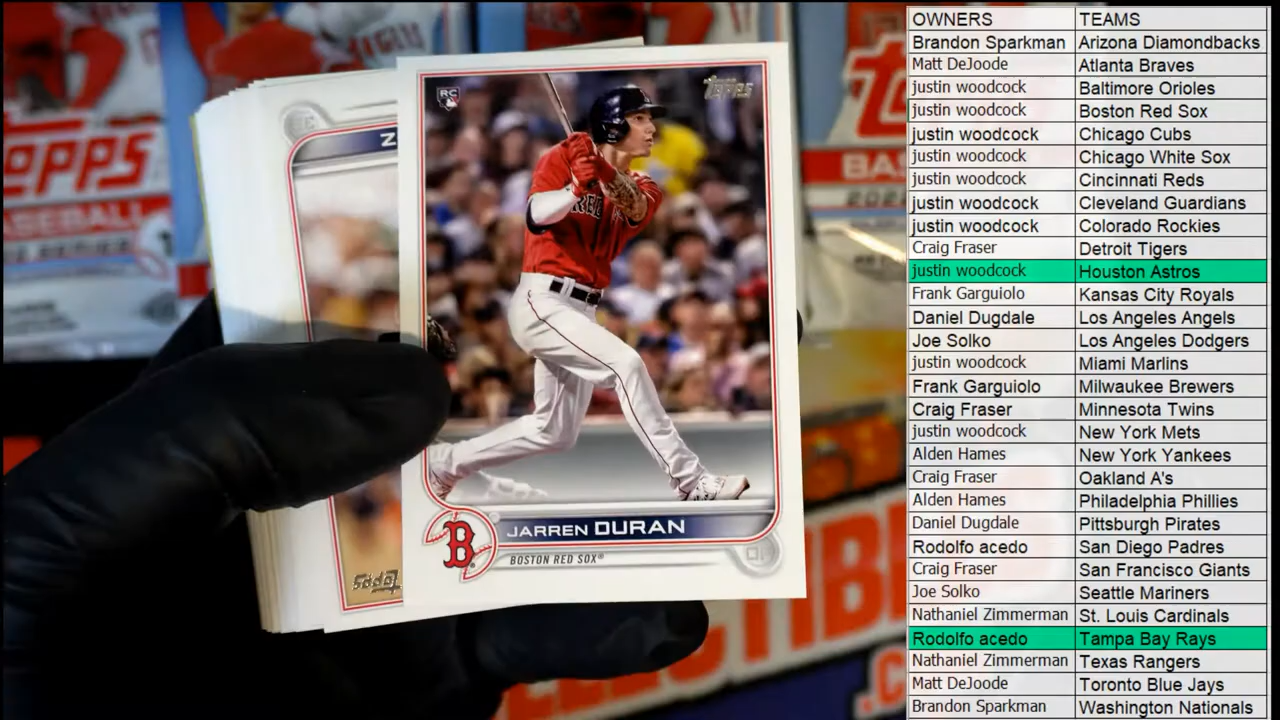 OWNERS TEAMS
Brandon Sparkman Arizona Diamondbacks
Matt DeJoode Atlanta Braves
justin woodcock Baltimore Orioles
justin woodcock Boston Red Sox
justin woodcock Chicago Cubs
justin woodcock Chicago White Sox
justin woodcock Cincinnati Reds
justin woodcock Cleveland Guardians
justin woodcock Colorado Rockies
Craig Fraser Detroit Tigers
justin woodcock Houston Astros
Frank Garguiolo Kansas City Royals
Daniel Dugdale Los Angeles Angels
Joe Solko Los Angeles Dodgers
justin woodcock Miami Marlins
Frank Garguiolo Milwaukee Brewers
Craig Fraser Minnesota Twins
justin woodcock New York Mets
Alden Hames New York Yankees
Craig Fraser Oakland A's
Alden Hames Philadelphia Phillies
Daniel Dugdale Pittsburgh Pirates
Rodolfo acedo San Diego Padres
Craig Fraser San Francisco Giants
Joe Solko Seattle Mariners
Nathaniel Zimmerman St. Louis Cardinals
Rodolfo acedo Tampa Bay Rays
Nathaniel Zimmerman Texas Rangers
Matt DeJoode Toronto Blue Jays
Brandon Sparkman Washington Nationals
RC
Topps
RED
B
JARREN DURAN
BOSTON RED SOX®
OF
Z
Topps
TOPPS
BASEBALL
SERIES